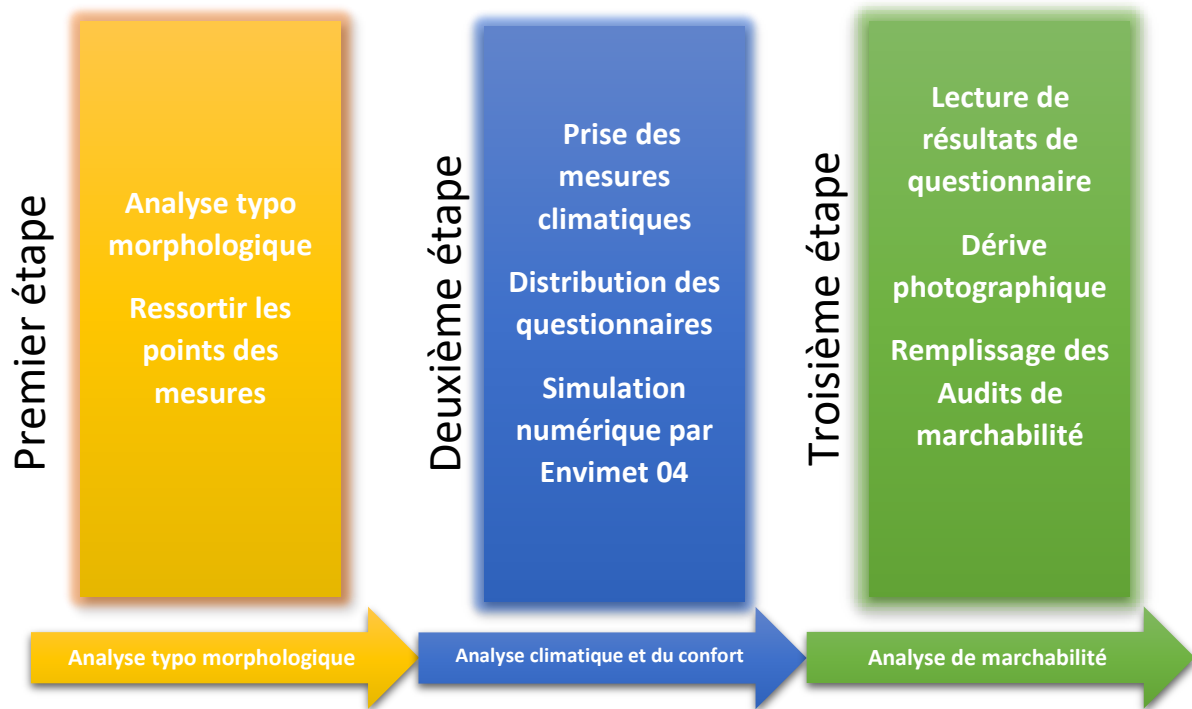 Premier étape
Analyse typo
morphologique
Ressortir les
points des
mesures
Deuxième étape
Prise des
mesures
climatiques
Distribution des
questionnaires
Simulation
numérique par
Envimet 04
Troisième étape
Lecture de
résultats de
questionnaire
Dérive
photographique
Remplissage des
Audits de
marchabilité
Analyse typo morphologique
Analyse climatique et du confort
Analyse de marchabilité